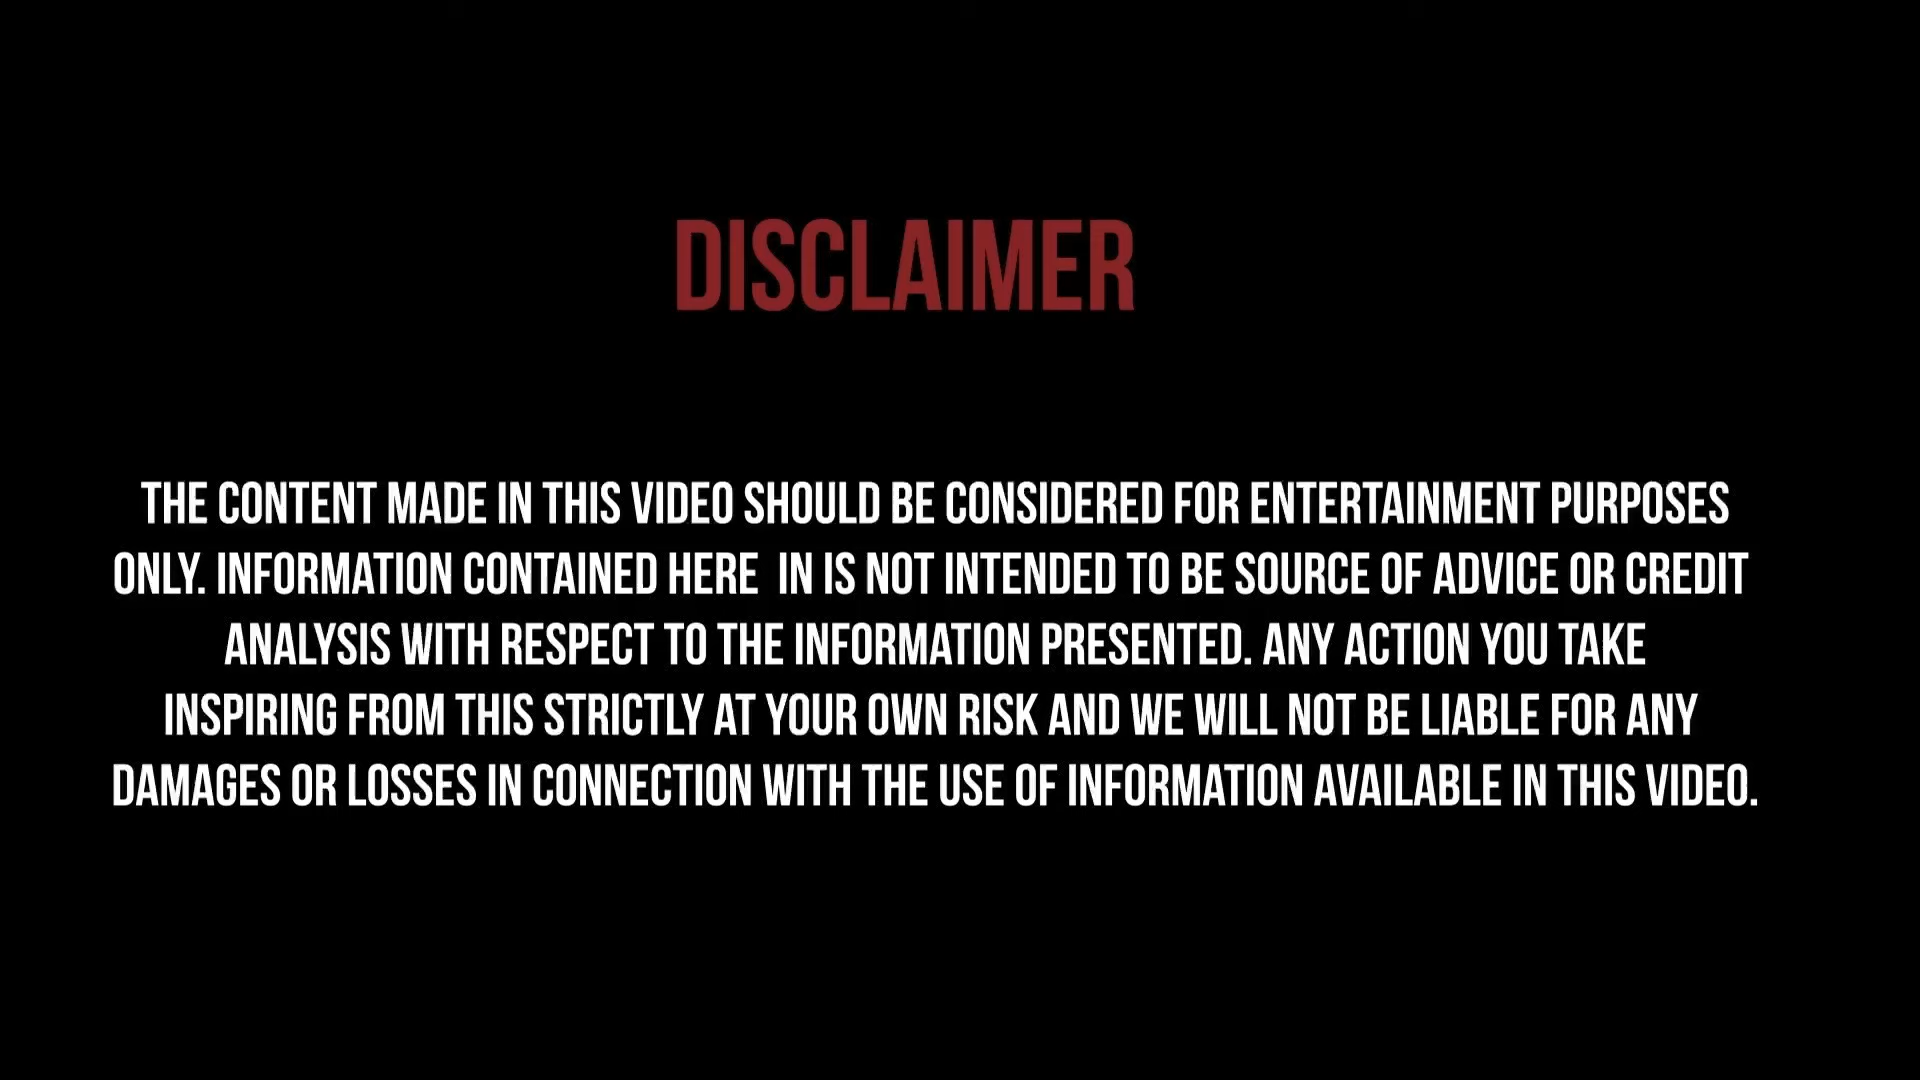 DISCLAIMER
THE CONTENT MADE IN THIS VIDEO SHOULD BE CONSIDERED FOR ENTERTAINMENT PURPOSES
ONLY. INFORMATION CONTAINED HERE  IN IS NOT INTENDED TO BE SOURCE OF ADVICE OR CREDIT
ANALYSIS WITH RESPECT TO THE INFORMATION PRESENTED. ANY ACTION YOU TAKE
INSPIRING FROM THIS STRICTLY AT YOUR OWN RISK AND WE WILL NOT BE LIABLE FOR ANY
DAMAGES OR LOSSES IN CONNECTION WITH THE USE OF INFORMATION AVAILABLE IN THIS VIDEO.